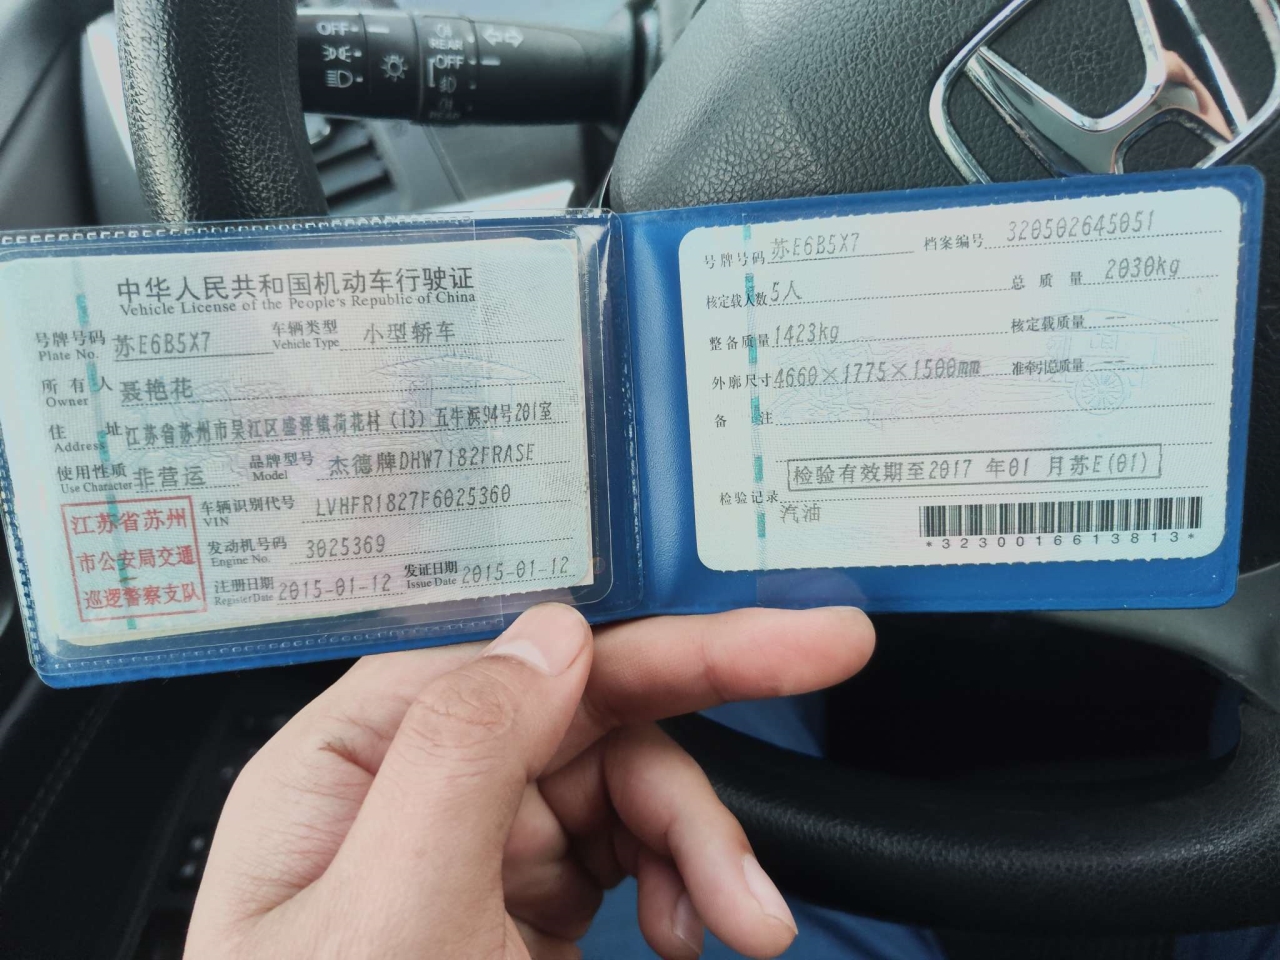 OFF
REAR
OFF
REAR
中华人民共和国机动车行驶证
Vehicle License of the People's Republic of China
号牌号码 苏E6B5X7 车辆类型 小型轿车
Plate No. Vehicle Type
所有人 聂艳花
Owner
住址 江苏省苏州市吴江区盛泽镇荷花村(13)五牛浜94号201室
Address
使用性质 非营运 品牌型号 杰德牌DHW7182FRASE
Use Character Model
江苏省苏州
市公安局交通
巡逻警察支队
车辆识别代号 LVHFR1827F6025360
VIN
发动机号码 3025369
Engine No.
注册日期 2015-01-12 发证日期 2015-01-12
Register Date Issue Date
号牌号码 苏E6B5X7 档案编号 320502645051
核定载人数 5人 总质量 2030kg
整备质量 1423kg 核定载质量 --
外廓尺寸 4660×1775×1500mm 准牵引总质量 --
备注
检验有效期至2017年01月苏E(01)
检验记录
汽油
*3230016613813*